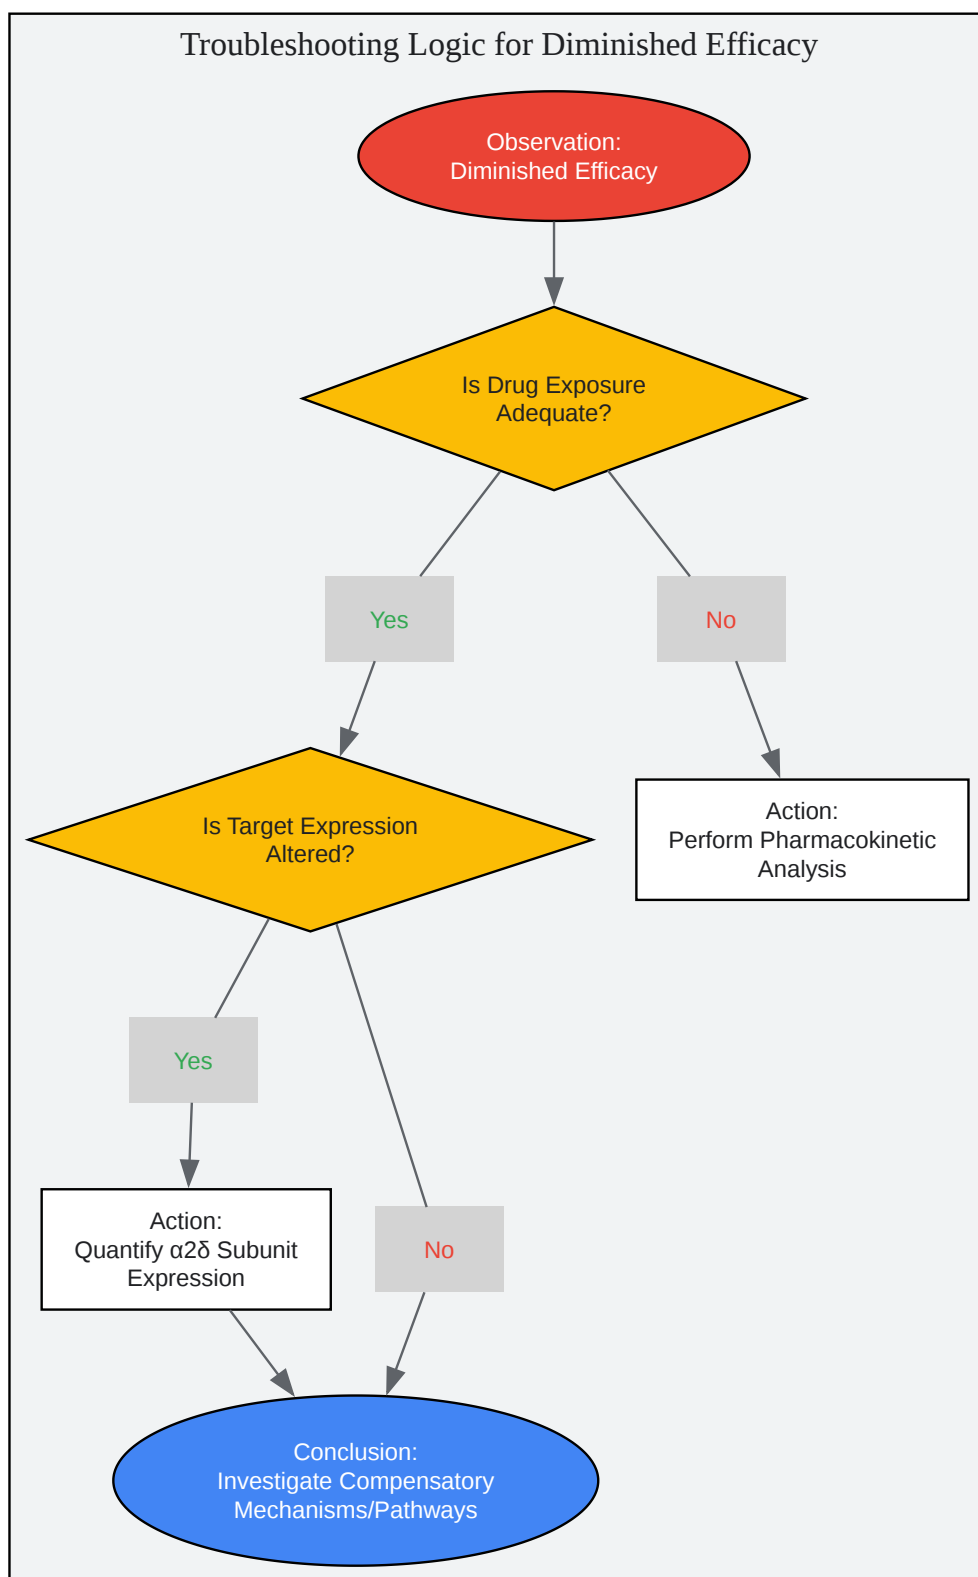 Troubleshooting Logic for Diminished Efficacy
Observation:
Diminished Efficacy
Is Drug Exposure
Adequate?
Yes
No
Is Target Expression
Altered?
Action:
Perform Pharmacokinetic
Analysis
Yes
Action:
Quantify α2δ Subunit
Expression
No
Conclusion:
Investigate Compensatory
Mechanisms/Pathways